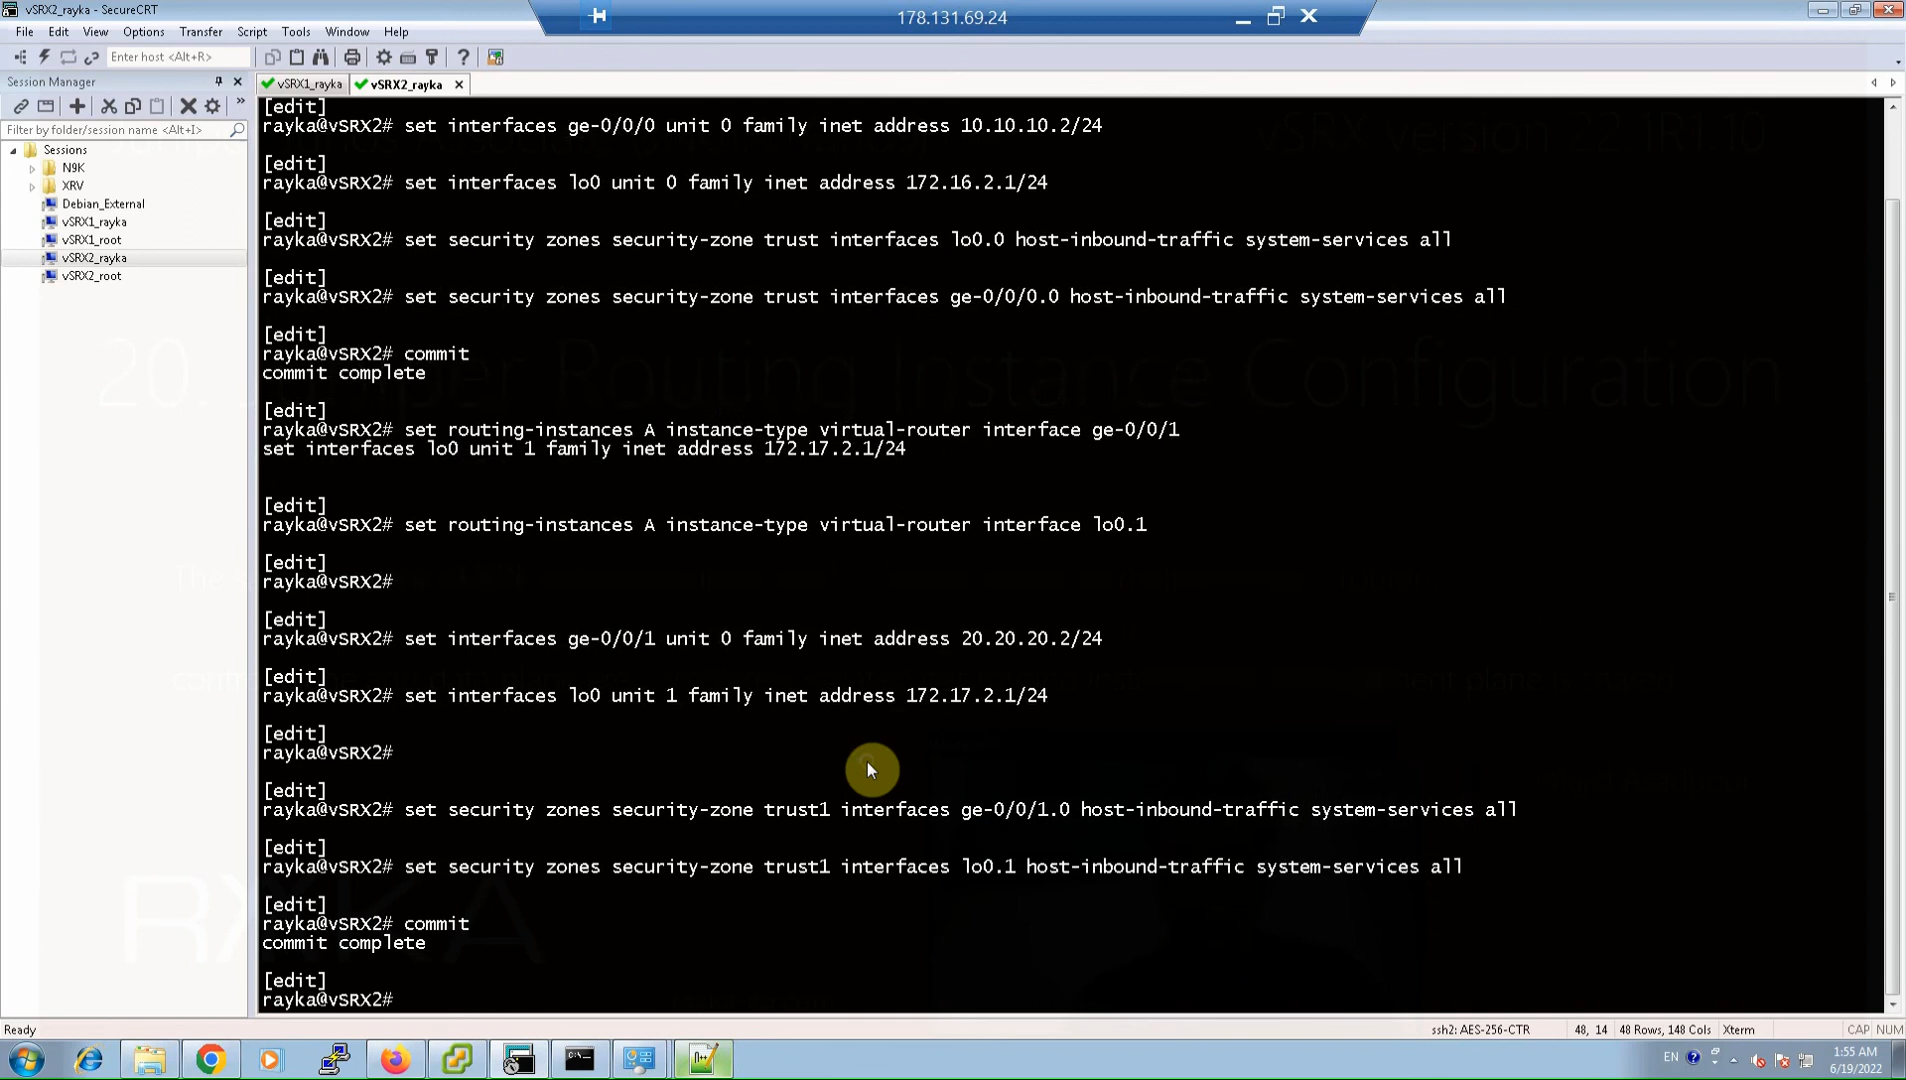 vSRX2_rayka - SecureCRT
178.131.69.24
File Edit View Options Transfer Script Tools Window Help
Enter host <Alt+R>
Session Manager
vSRX1_rayka
vSRX2_rayka
Filter by folder/session name <Alt+I>
Sessions
N9K
XRV
Debian_External
vSRX1_rayka
vSRX1_root
vSRX2_rayka
vSRX2_root
[edit]
rayka@vSRX2# set interfaces ge-0/0/0 unit 0 family inet address 10.10.10.2/24
[edit]
rayka@vSRX2# set interfaces lo0 unit 0 family inet address 172.16.2.1/24
[edit]
rayka@vSRX2# set security zones security-zone trust interfaces lo0.0 host-inbound-traffic system-services all
[edit]
rayka@vSRX2# set security zones security-zone trust interfaces ge-0/0/0.0 host-inbound-traffic system-services all
[edit]
rayka@vSRX2# commit
commit complete
[edit]
rayka@vSRX2# set routing-instances A instance-type virtual-router interface ge-0/0/1
set interfaces lo0 unit 1 family inet address 172.17.2.1/24
[edit]
rayka@vSRX2# set routing-instances A instance-type virtual-router interface lo0.1
[edit]
rayka@vSRX2#
[edit]
rayka@vSRX2# set interfaces ge-0/0/1 unit 0 family inet address 20.20.20.2/24
[edit]
rayka@vSRX2# set interfaces lo0 unit 1 family inet address 172.17.2.1/24
[edit]
rayka@vSRX2#
[edit]
rayka@vSRX2# set security zones security-zone trust1 interfaces ge-0/0/1.0 host-inbound-traffic system-services all
[edit]
rayka@vSRX2# set security zones security-zone trust1 interfaces lo0.1 host-inbound-traffic system-services all
[edit]
rayka@vSRX2# commit
commit complete
[edit]
rayka@vSRX2#
vSRX version 22.1R1.10
20. Routing Instance Configuration
Ready
ssh2: AES-256-CTR 48, 14 48 Rows, 148 Cols Xterm CAP NUM
EN
1:55 AM
6/19/2022